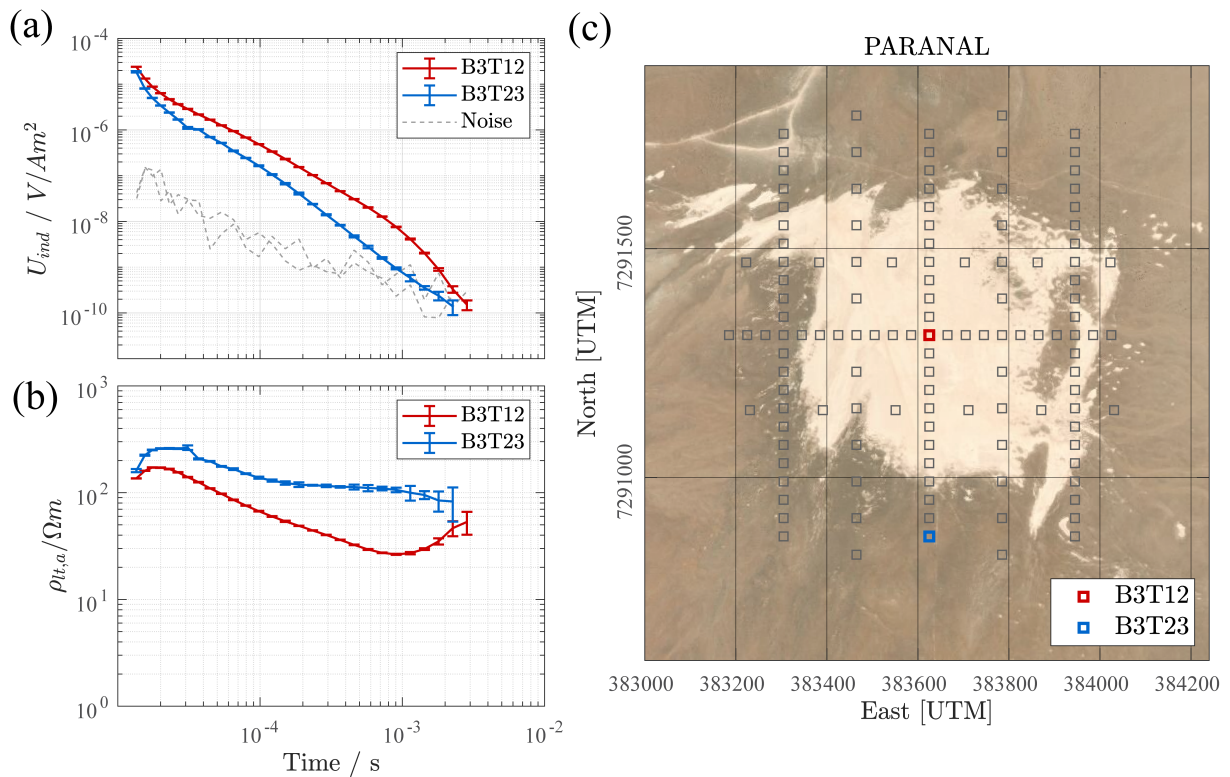 (a)
10^-4
10^-6
10^-8
10^-10
U_ind / V/Am^2
B3T12
B3T23
Noise
(b)
10^3
10^2
10^1
10^0
ρ_lt,a/Ωm
B3T12
B3T23
10^-4
10^-3
10^-2
Time / s
(c)
PARANAL
7291500
7291000
North [UTM]
B3T12
B3T23
383000
383200
383400
383600
383800
384000
384200
East [UTM]